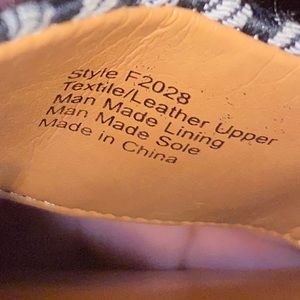 Style F2028
Textile/Leather Upper
Man Made Lining
Man Made Sole
Made in China